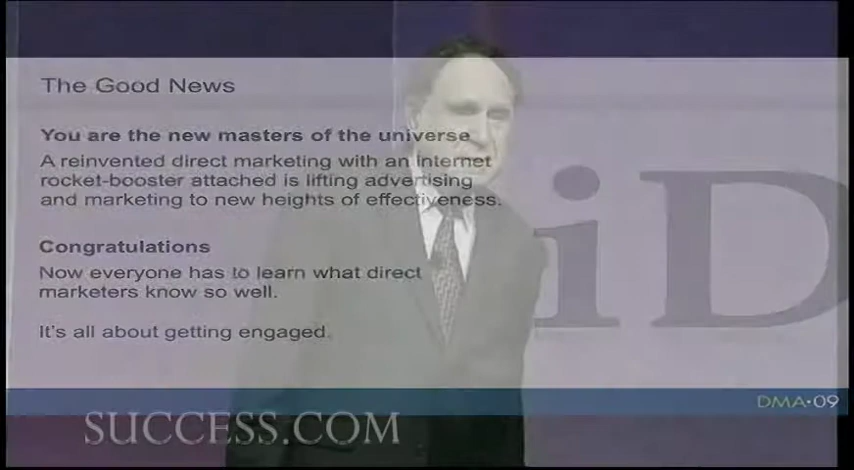 The Good News
You are the new masters of the universe
A reinvented direct marketing with an Internet
rocket-booster attached is lifting advertising
and marketing to new heights of effectiveness.
iD
Congratulations
Now everyone has to learn what direct
marketers know so well.
It's all about getting engaged.
DMA•09
SUCCESS.COM